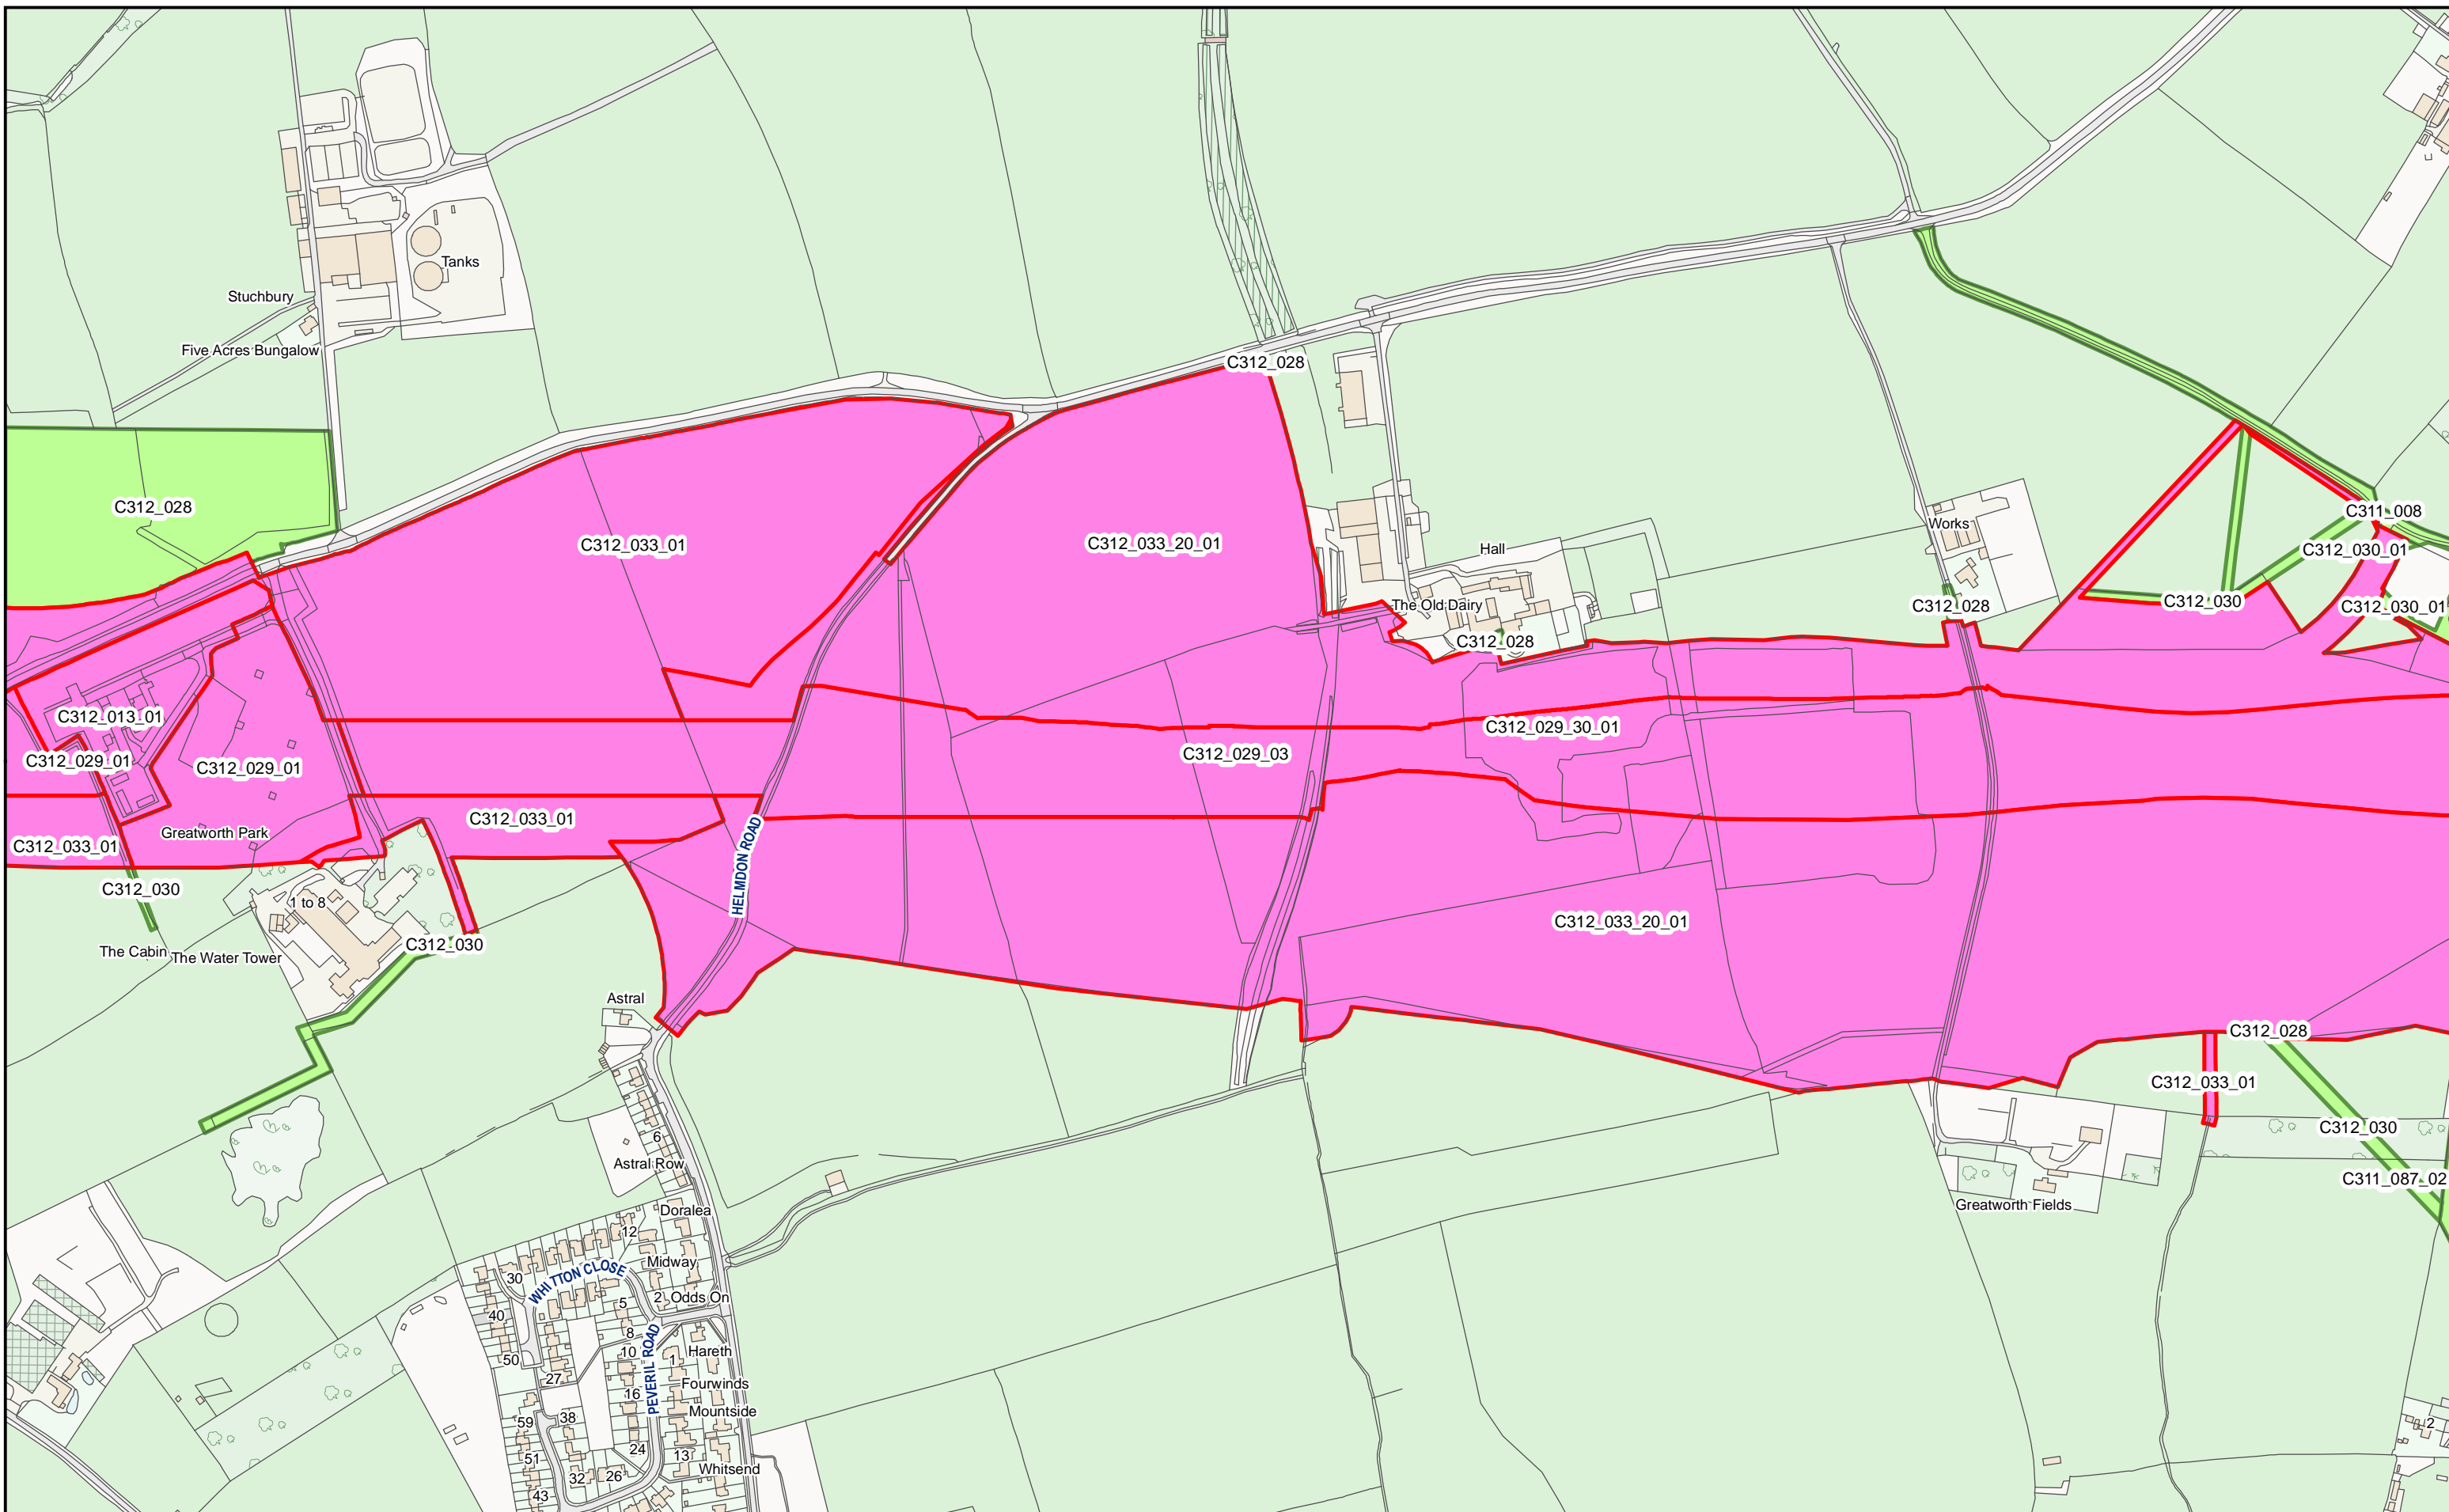 Tanks
Stuchbury
Five Acres Bungalow
C312_028
C312_028
C312_033_01
C312_033_20_01
C311_008
Works
Hall
C312_030_01
C312_030
C312_030_01
The Old Dairy
C312_028
C312_028
C312_013_01
C312_029_30_01
C312_029_03
C312_029_01
C312_029_01
C312_033_01
Greatworth Park
C312_033_01
HELMDON ROAD
C312_030
1 to 8
C312_033_20_01
C312_030
The Cabin
The Water Tower
Astral
C312_028
C312_033_01
C312_030
6
Astral Row
C311_087_02
Greatworth Fields
Doralea
12
Midway
WHITTON CLOSE
30
5
2
Odds On
40
8
PEVERIL ROAD
10
1
Hareth
50
27
16
Fourwinds
Mountside
38
59
2
24
13
51
Whitsend
32
26
43